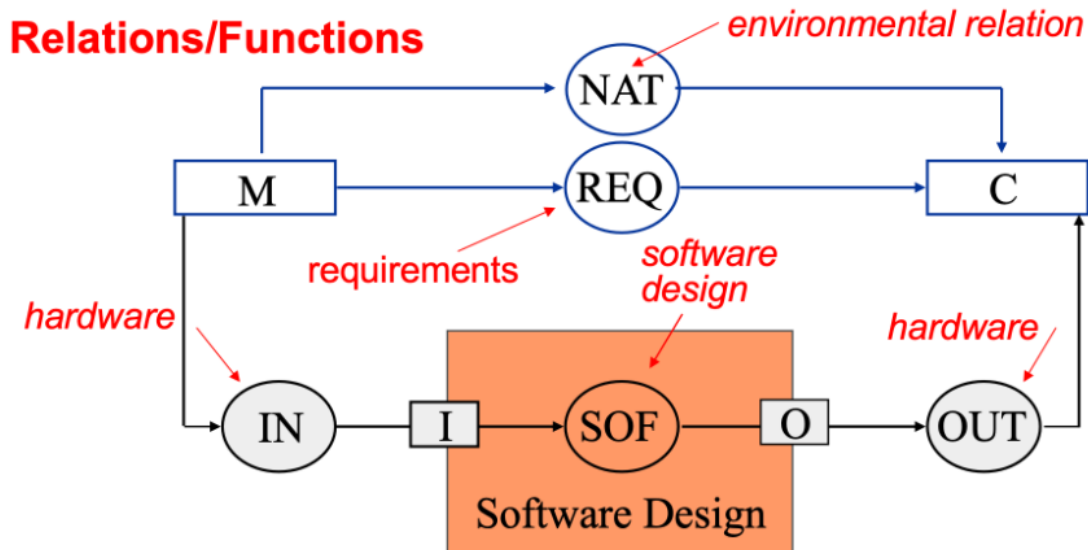 Relations/Functions
environmental relation
NAT
M
REQ
C
requirements
software
design
hardware
hardware
IN
I
SOF
O
OUT
Software Design